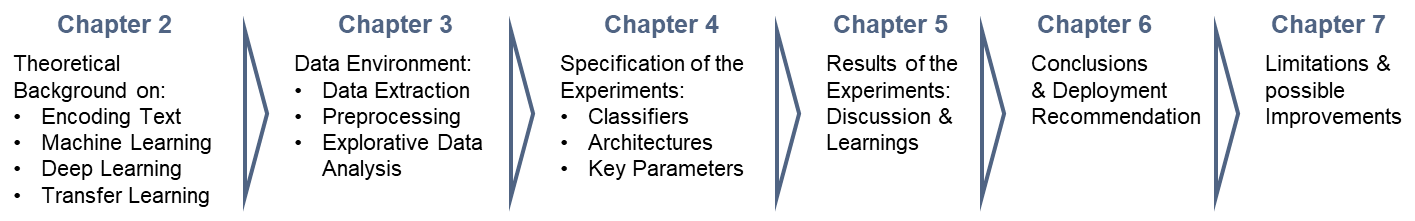 Chapter 2
Theoretical
Background on:
• Encoding Text
• Machine Learning
• Deep Learning
• Transfer Learning
Chapter 3
Data Environment:
• Data Extraction
• Preprocessing
• Explorative Data
Analysis
Chapter 4
Specification of the
Experiments:
• Classifiers
• Architectures
• Key Parameters
Chapter 5
Results of the
Experiments:
Discussion &
Learnings
Chapter 6
Conclusions
& Deployment
Recommendation
Chapter 7
Limitations &
possible
Improvements